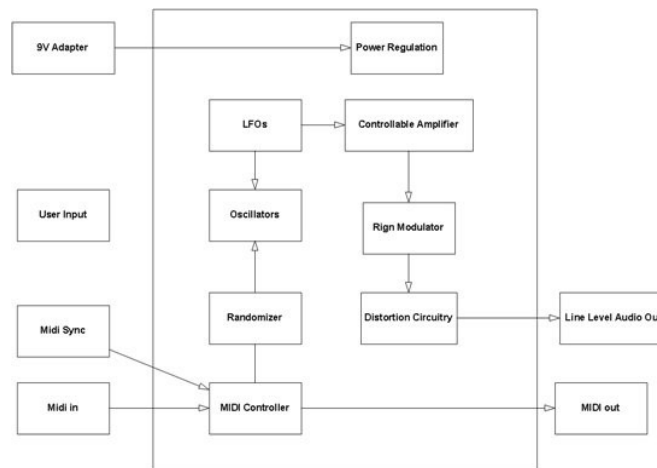 9V Adapter
Power Regulation
LFOs
Controllable Amplifier
User Input
Oscillators
Rign Modulator
Midi Sync
Randomizer
Distortion Circuitry
Line Level Audio Ou
Midi in
MIDI Controller
MIDI out